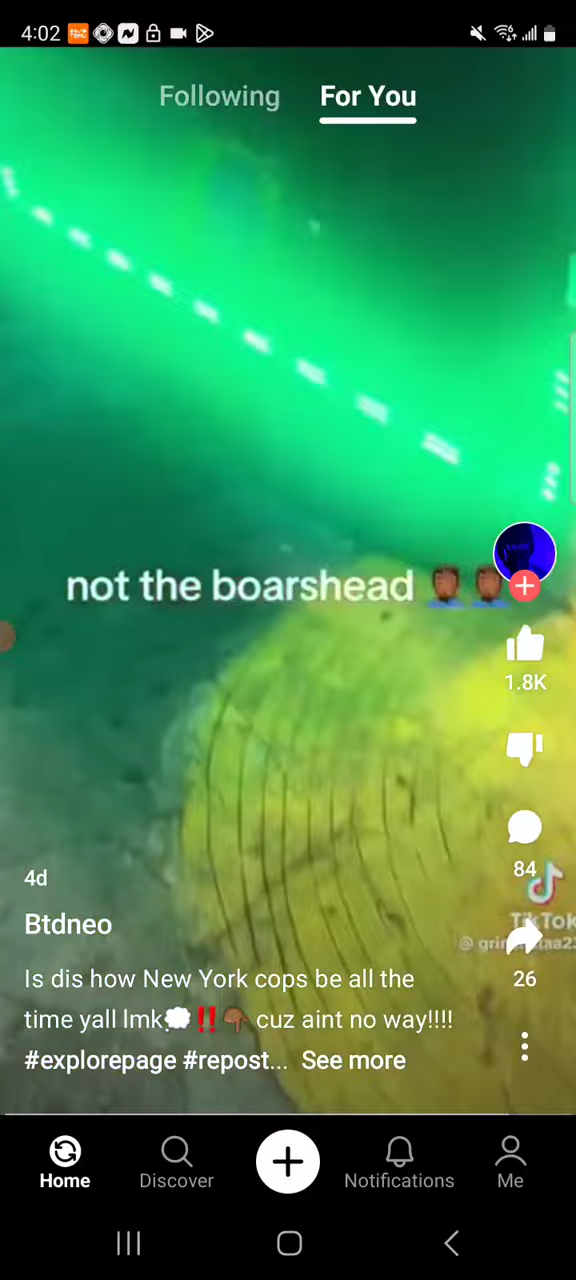 4:02
Following For You
not the boarshead 🤦🏾‍♂️🤦🏾‍♂️
1.8K
4d
84
TikTok
Btdneo
Is dis how New York cops be all the
26
time yall lmk💭‼️👇🏾 cuz aint no way!!!!
#explorepage #repost... See more
Home Discover Notifications Me